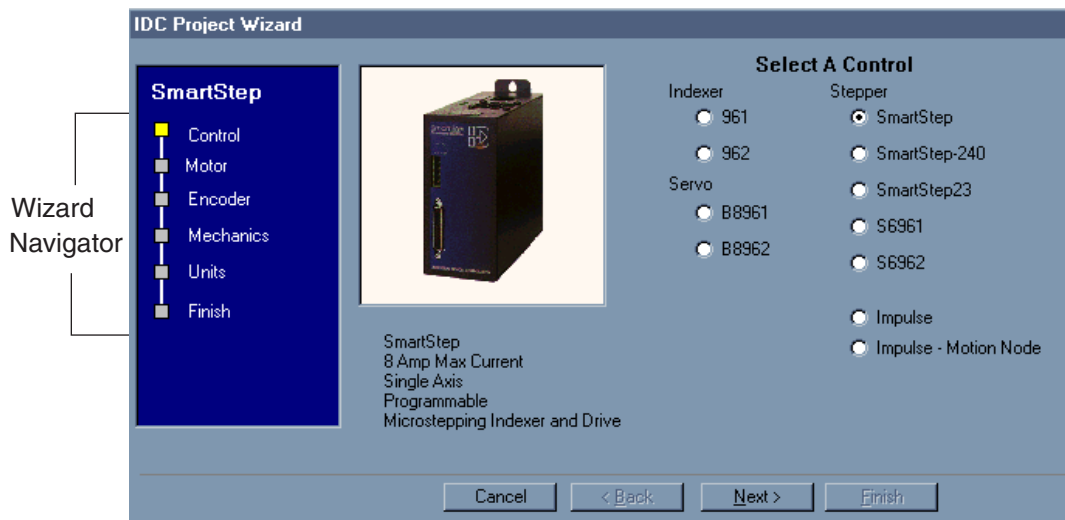 IDC Project Wizard
Wizard
Navigator
SmartStep
Control
Motor
Encoder
Mechanics
Units
Finish
SmartStep
8 Amp Max Current
Single Axis
Programmable
Microstepping Indexer and Drive
Select A Control
Indexer
961
962
Servo
B8961
B8962
Stepper
SmartStep
SmartStep-240
SmartStep23
S6961
S6962
Impulse
Impulse - Motion Node
Cancel
< Back
Next >
Finish